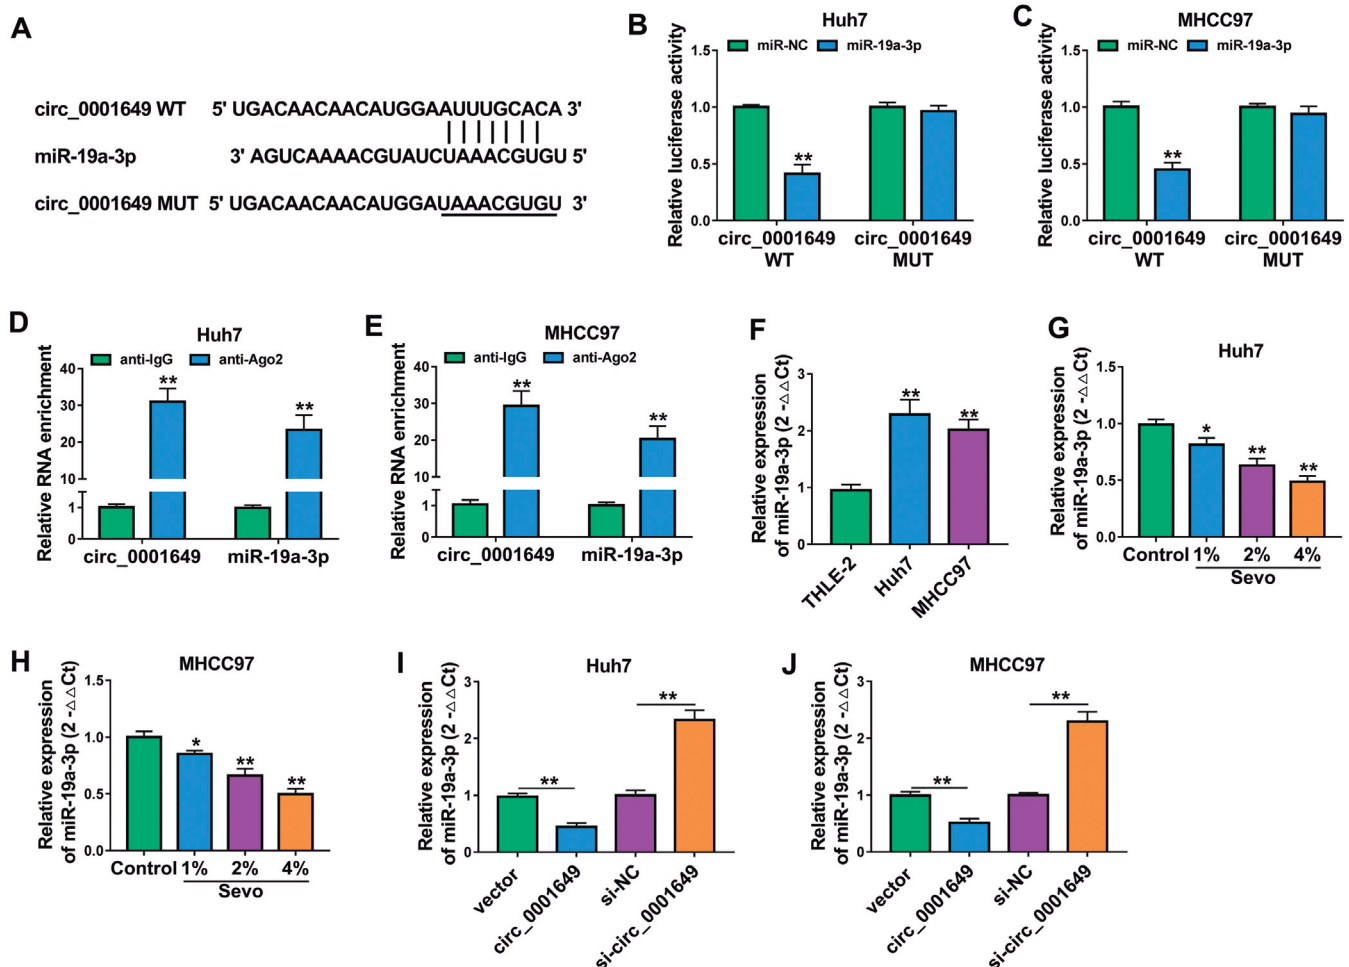 A
circ_0001649 WT 5' UGACAACAACAUGGAAUUUGCACA 3'
miR-19a-3p 3' AGUCAAAACGUAUCUAAACGUGU 5'
circ_0001649 MUT 5' UGACAACAACAUGGAUAAACGUGU 3'
B
Huh7
miR-NC miR-19a-3p
Relative luciferase activity
1.5
1.0
0.5
0.0
**
circ_0001649 WT
circ_0001649 MUT
C
MHCC97
miR-NC miR-19a-3p
Relative luciferase activity
1.5
1.0
0.5
0.0
**
circ_0001649 WT
circ_0001649 MUT
D
Huh7
anti-IgG anti-Ago2
Relative RNA enrichment
40
30
20
10
1
0
** **
circ_0001649 miR-19a-3p
E
MHCC97
anti-IgG anti-Ago2
Relative RNA enrichment
40
30
20
10
1
0
** **
circ_0001649 miR-19a-3p
F
Relative expression
of miR-19a-3p (2 -△△Ct)
3
2
1
0
** **
THLE-2 Huh7 MHCC97
G
Huh7
Relative expression
of miR-19a-3p (2 -△△Ct)
1.5
1.0
0.5
0.0
* ** **
Control 1% 2% 4%
Sevo
H
MHCC97
Relative expression
of miR-19a-3p (2 -△△Ct)
1.5
1.0
0.5
0.0
* ** **
Control 1% 2% 4%
Sevo
I
Huh7
Relative expression
of miR-19a-3p (2 -△△Ct)
3
2
1
0
** **
vector circ_0001649 si-NC si-circ_0001649
J
MHCC97
Relative expression
of miR-19a-3p (2 -△△Ct)
3
2
1
0
** **
vector circ_0001649 si-NC si-circ_0001649